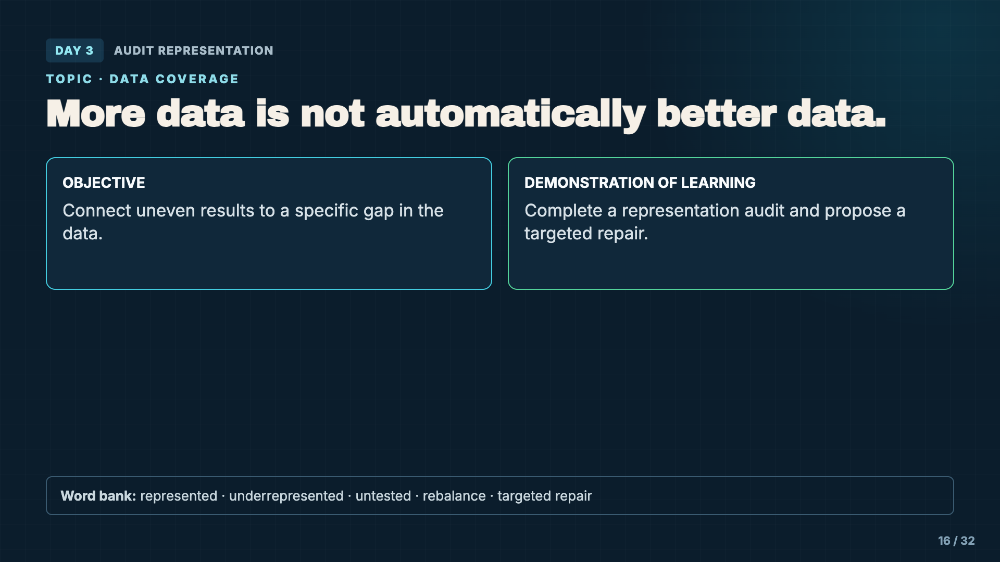 DAY 3 AUDIT REPRESENTATION
TOPIC · DATA COVERAGE
More data is not automatically better data.
OBJECTIVE
Connect uneven results to a specific gap in the
data.
DEMONSTRATION OF LEARNING
Complete a representation audit and propose a
targeted repair.
Word bank: represented · underrepresented · untested · rebalance · targeted repair
16 / 32